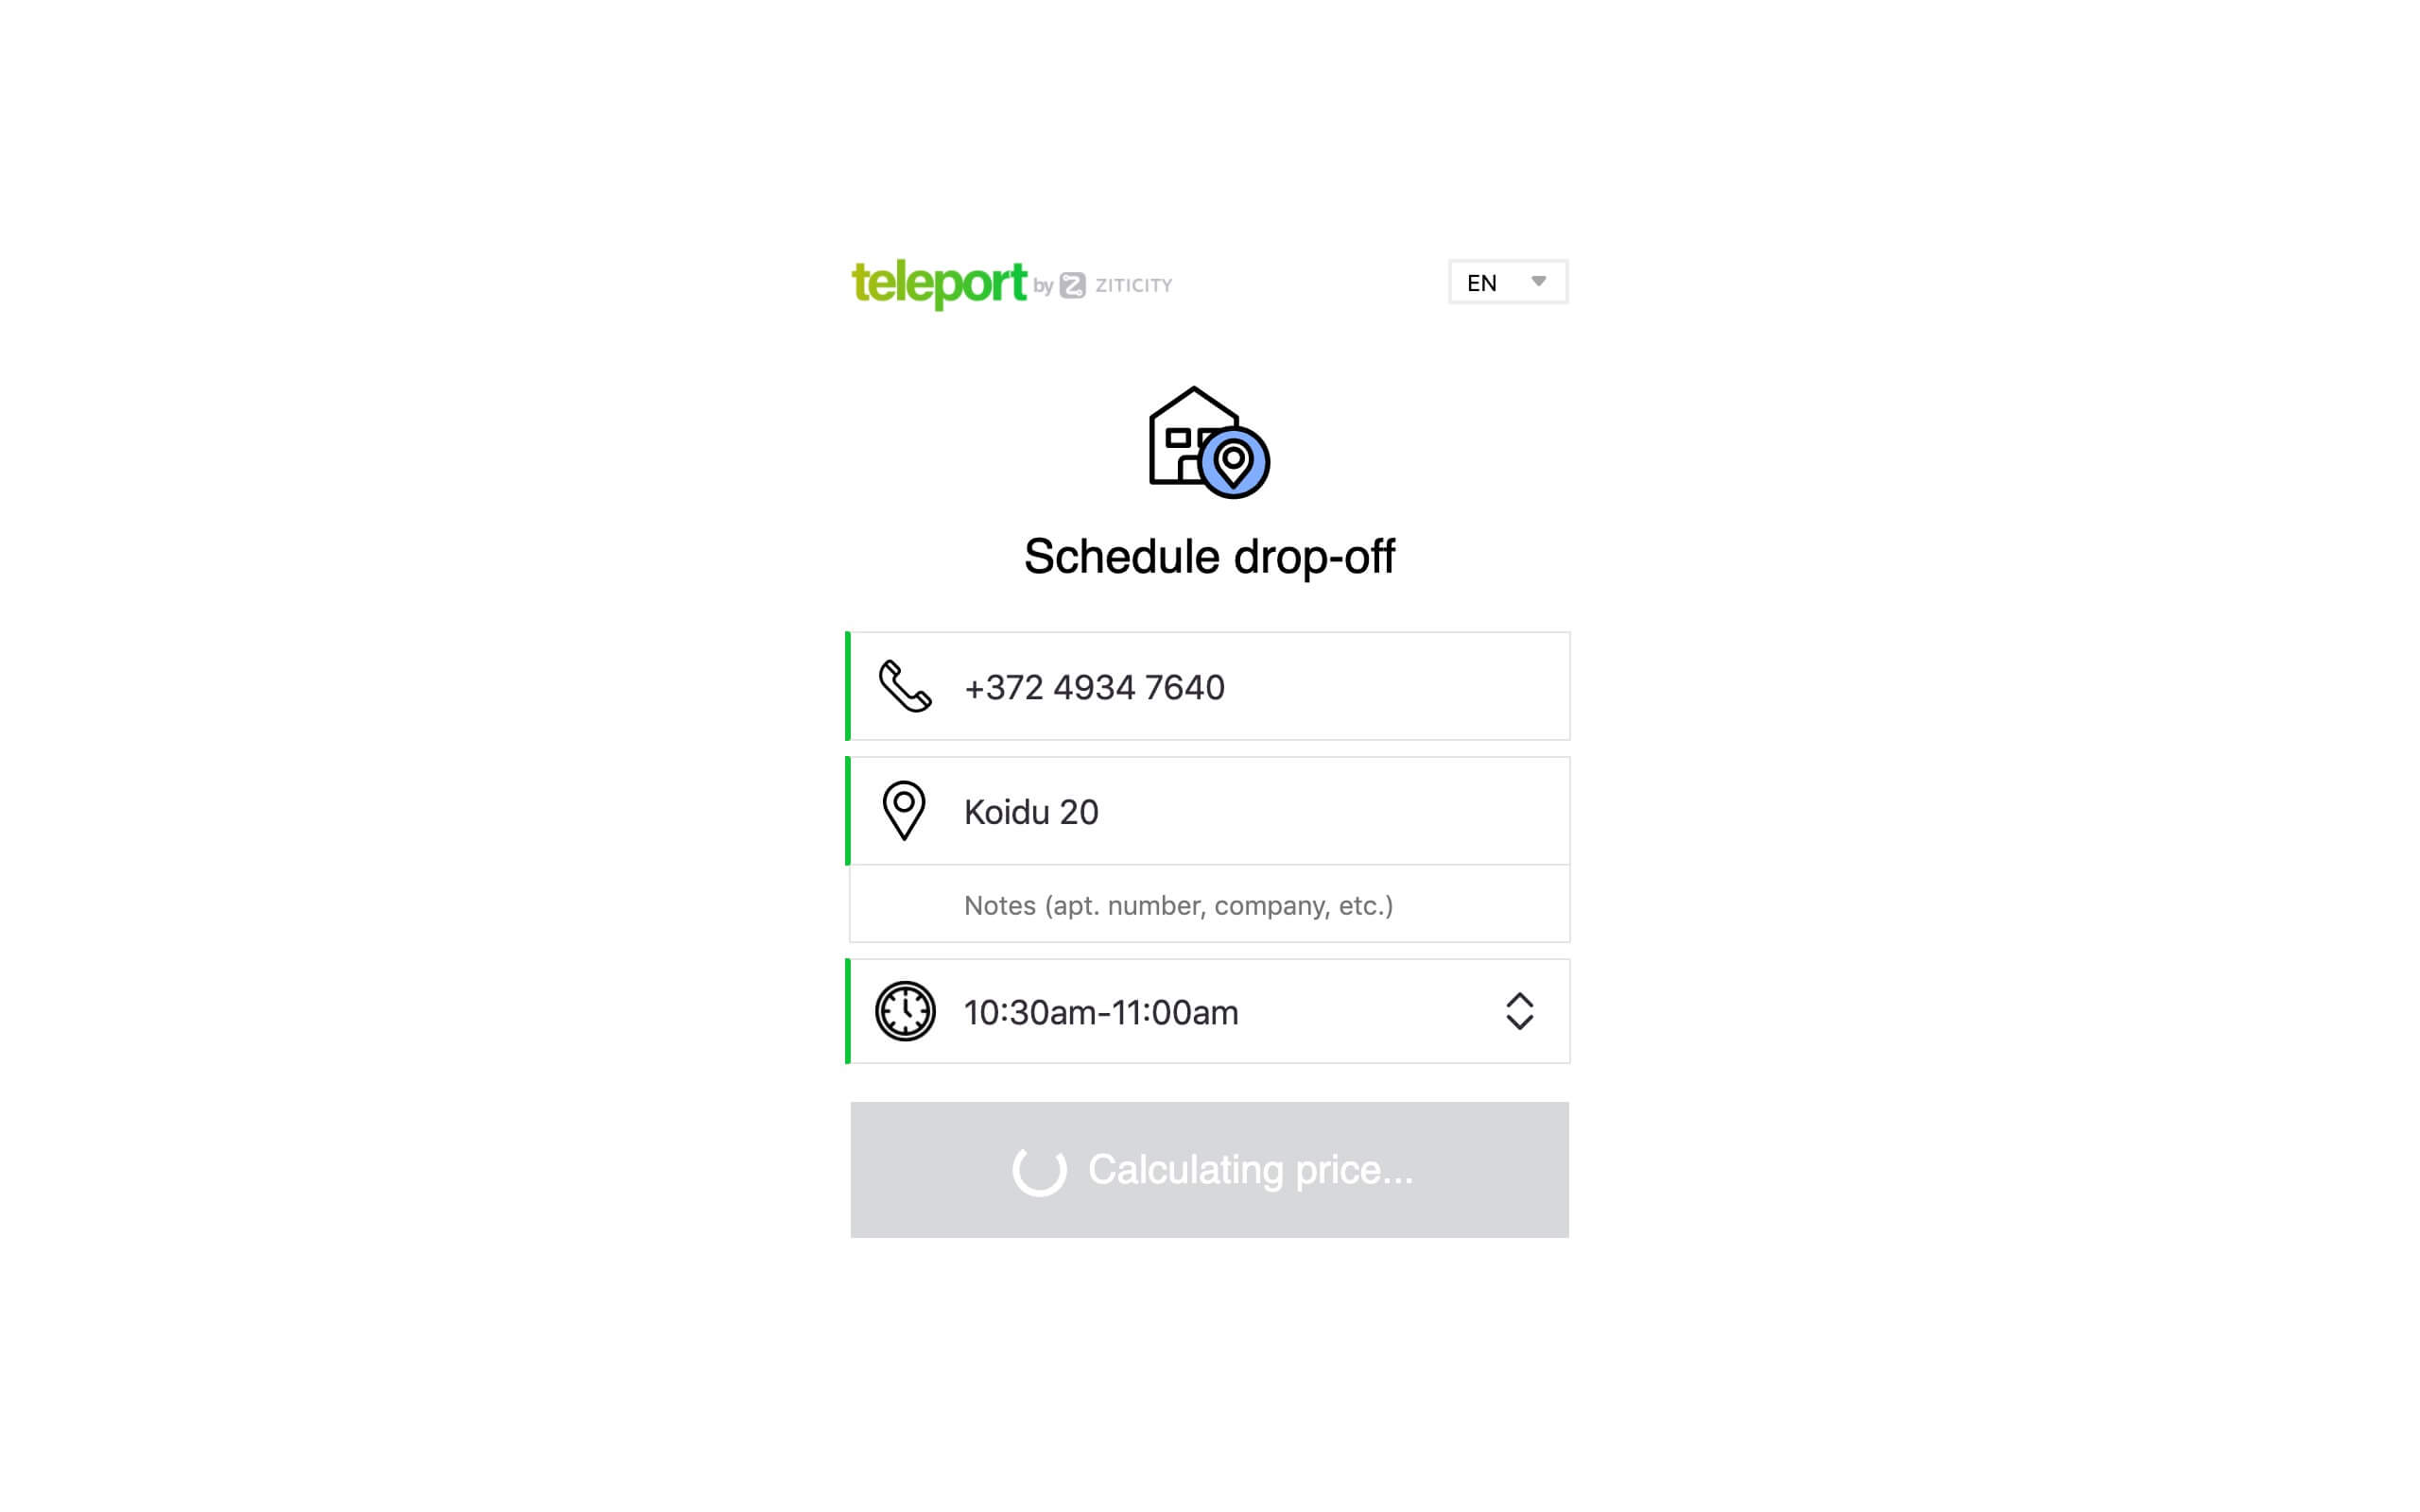 teleport by Z ZITICITY
EN
Schedule drop-off
+372 4934 7640
Koidu 20
Notes (apt. number, company, etc.)
10:30am-11:00am
Calculating price...